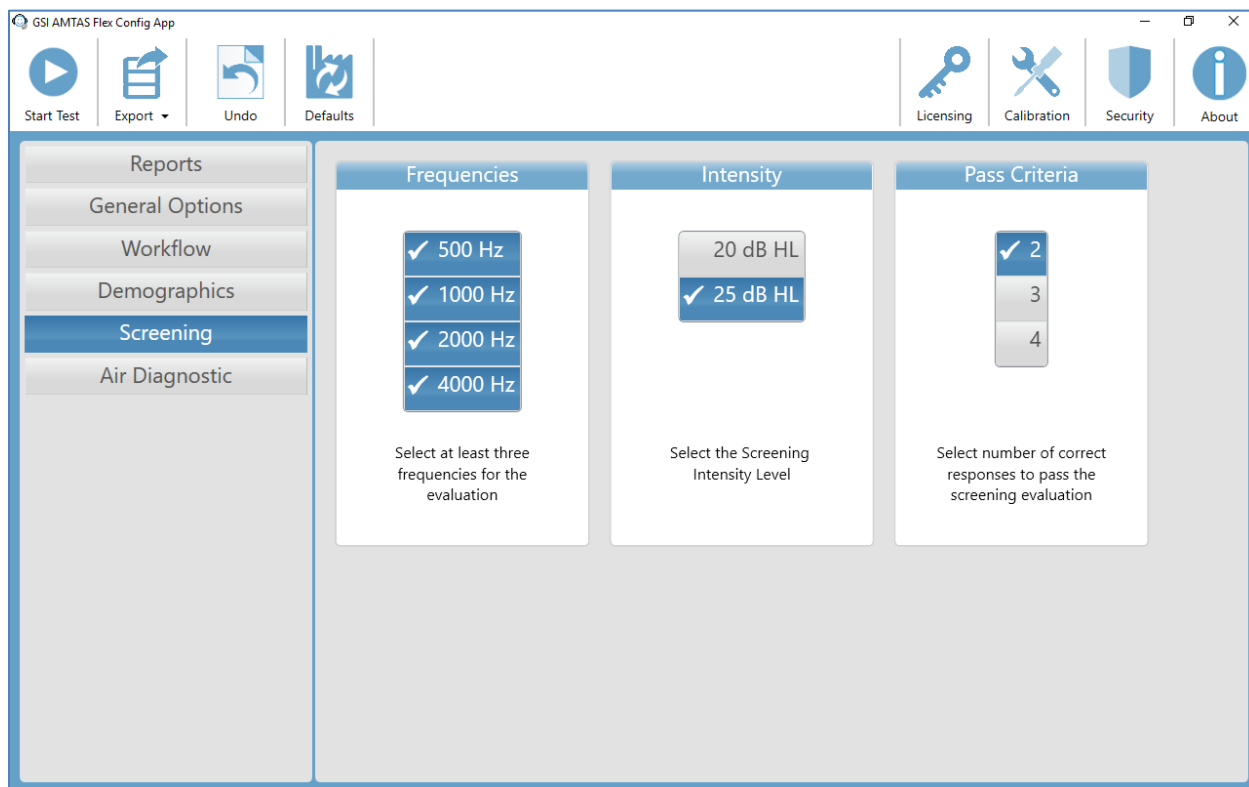 GSI AMTAS Flex Config App
Start Test
Export
Undo
Defaults
Licensing
Calibration
Security
About
Reports
General Options
Workflow
Demographics
Screening
Air Diagnostic
Frequencies
500 Hz
1000 Hz
2000 Hz
4000 Hz
Select at least three
frequencies for the
evaluation
Intensity
20 dB HL
25 dB HL
Select the Screening
Intensity Level
Pass Criteria
2
3
4
Select number of correct
responses to pass the
screening evaluation